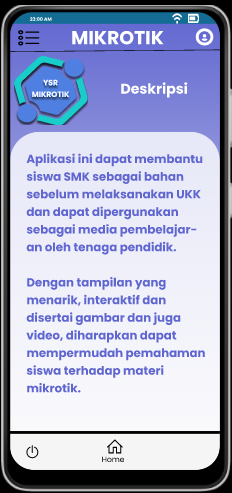 22:00 AM
MIKROTIK
YSR
MIKROTIK
Deskripsi
Aplikasi ini dapat membantu
siswa SMK sebagai bahan
sebelum melaksanakan UKK
dan dapat dipergunakan
sebagai media pembelajar-
an oleh tenaga pendidik.
Dengan tampilan yang
menarik, interaktif dan
disertai gambar dan juga
video, diharapkan dapat
mempermudah pemahaman
siswa terhadap materi
mikrotik.
Home